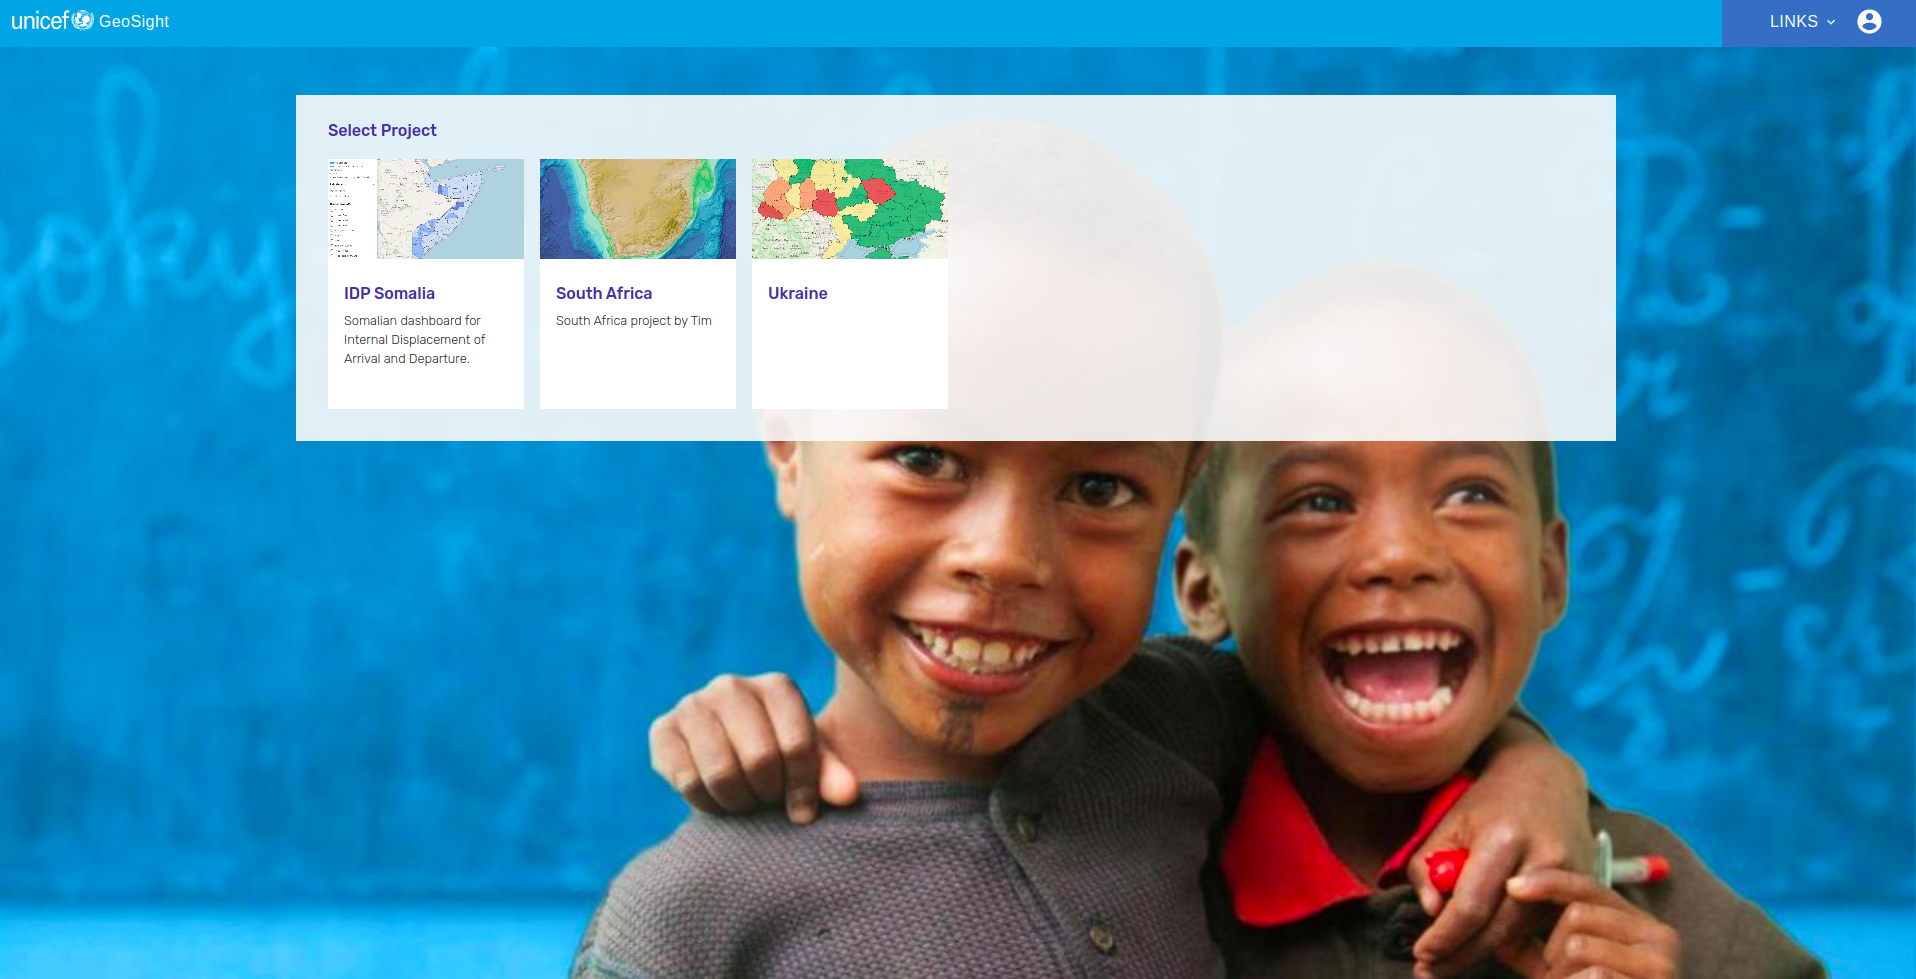 unicef GeoSight
LINKS
Select Project
IDP Somalia
Somalian dashboard for
Internal Displacement of
Arrival and Departure.
South Africa
South Africa project by Tim
Ukraine